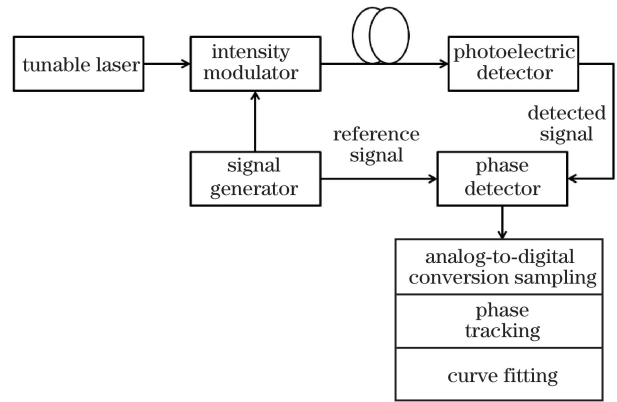 tunable laser
intensity
modulator
photoelectric
detector
detected
signal
reference
signal
signal
generator
phase
detector
analog-to-digital
conversion sampling
phase
tracking
curve fitting